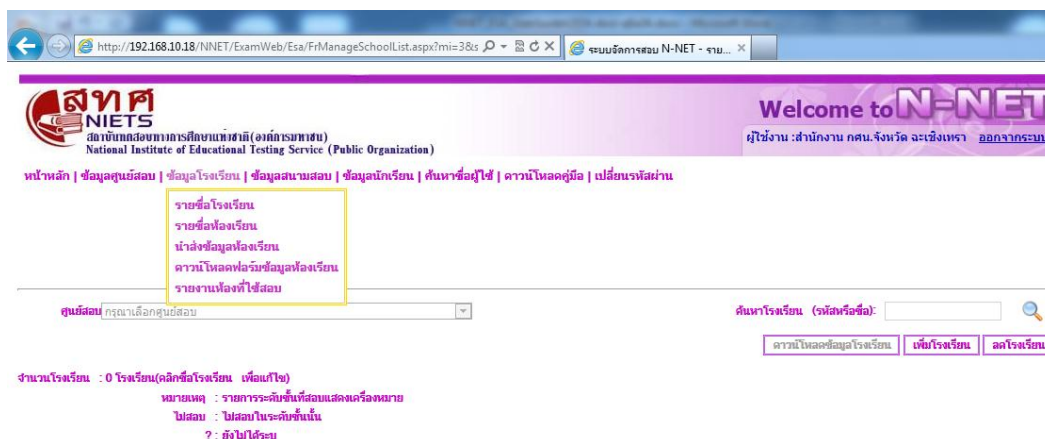 http://192.168.10.18/NNET/ExamWeb/Esa/FrManageSchoolList.aspx?mi=3&s
ระบบจัดการสอบ N-NET - ราย...
สทศ
NIETS
สถาบันทดสอบทางการศึกษาแห่งชาติ(องค์การมหาชน)
National Institute of Educational Testing Service (Public Organization)
Welcome to N-NET
ผู้ใช้งาน :สำนักงาน กศน.จังหวัด ฉะเชิงเทรา ออกจากระบบ
หน้าหลัก | ข้อมูลศูนย์สอบ | ข้อมูลโรงเรียน | ข้อมูลสนามสอบ | ข้อมูลนักเรียน | ค้นหาชื่อผู้ใช้ | ดาวน์โหลดคู่มือ | เปลี่ยนรหัสผ่าน
รายชื่อโรงเรียน
รายชื่อห้องเรียน
นำส่งข้อมูลห้องเรียน
ดาวน์โหลดฟอร์มข้อมูลห้องเรียน
รายงานห้องที่ใช้สอบ
ศูนย์สอบ กรุณาเลือกศูนย์สอบ
ค้นหาโรงเรียน (รหัสหรือชื่อ):
ดาวน์โหลดข้อมูลโรงเรียน เพิ่มโรงเรียน ลดโรงเรียน
จำนวนโรงเรียน : 0 โรงเรียน(คลิกชื่อโรงเรียน เพื่อแก้ไข)
หมายเหตุ : รายการระดับชั้นที่สอบแสดงเครื่องหมาย
ไม่สอบ : ไม่สอบในระดับชั้นนั้น
? : ยังไม่ได้ระบุ